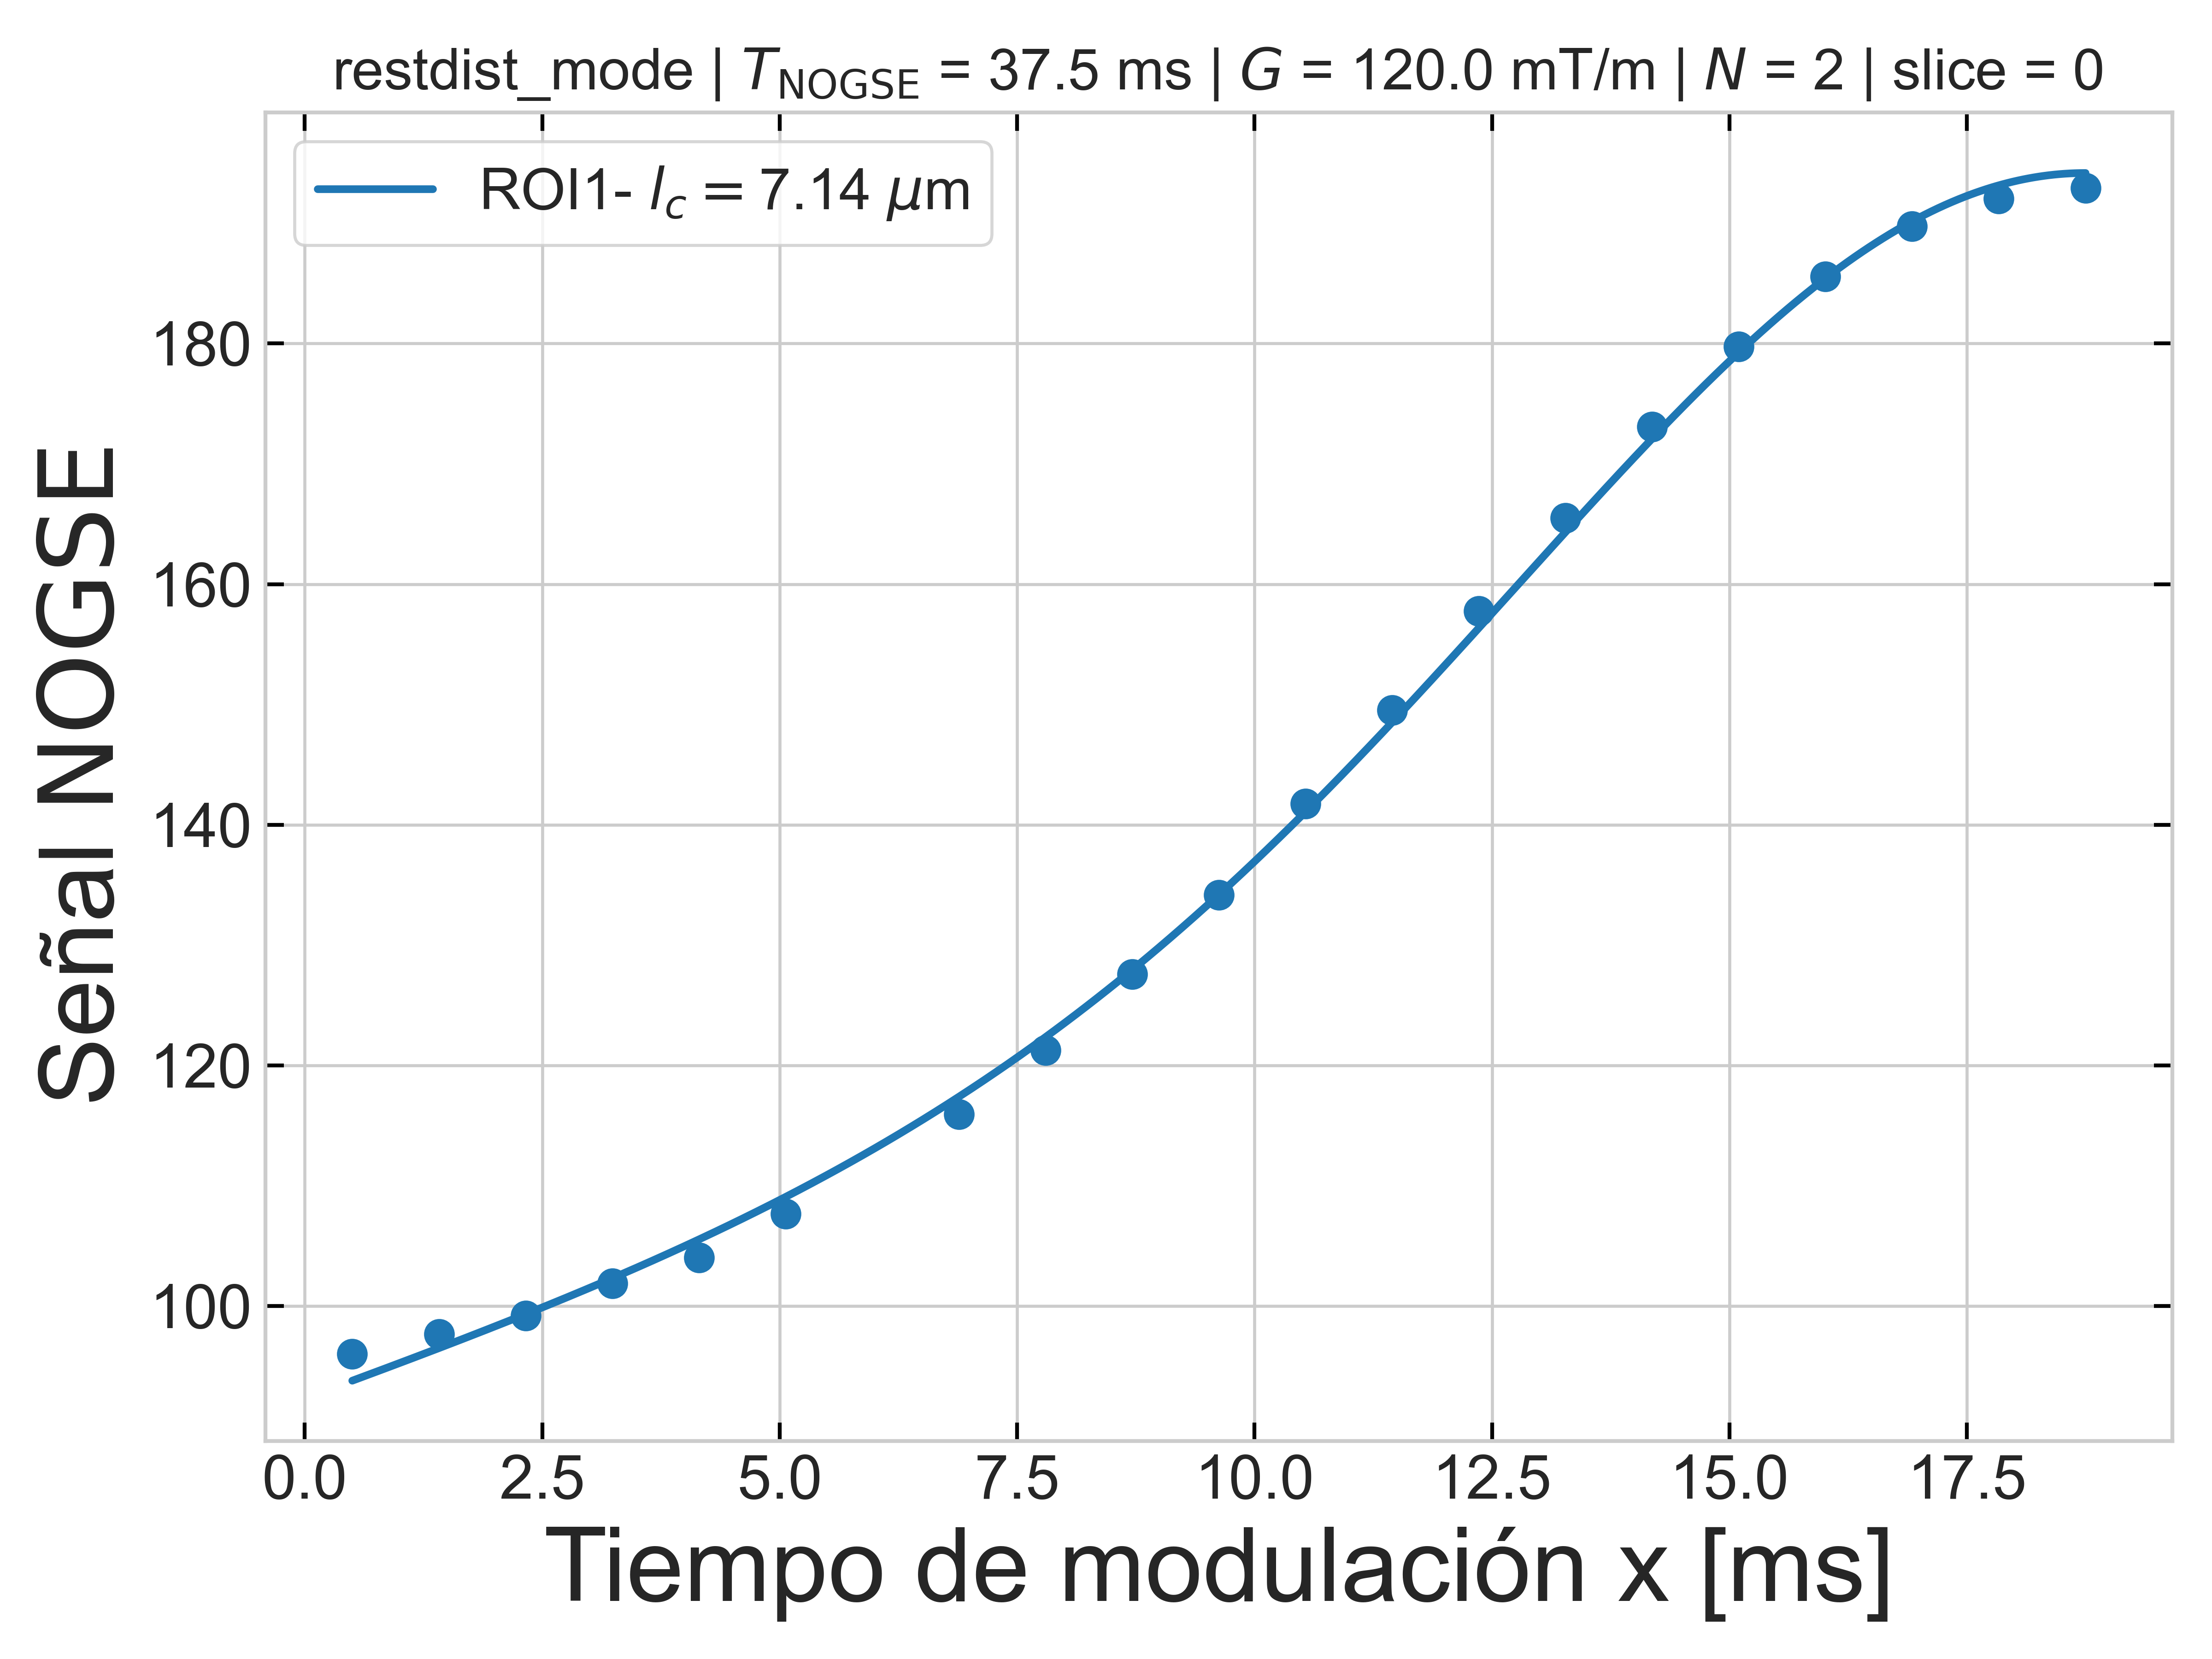 restdist_mode | T_NOGSE = 37.5 ms | G = 120.0 mT/m | N = 2 | slice = 0
ROI1- l_c = 7.14 μm
Señal NOGSE
180
160
140
120
100
0.0 2.5 5.0 7.5 10.0 12.5 15.0 17.5
Tiempo de modulación x [ms]